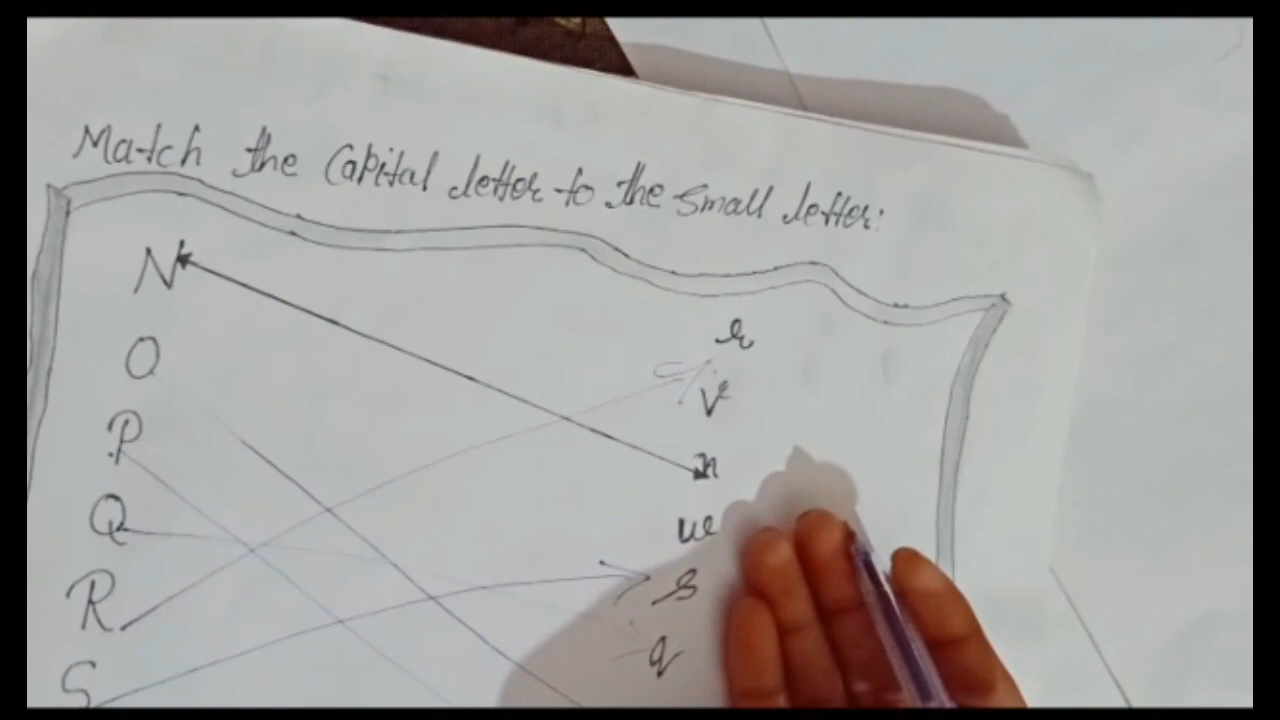 Match the Capital letter to the small letter:
N
r
O
v
P
n
Q
w
R
s
S
q